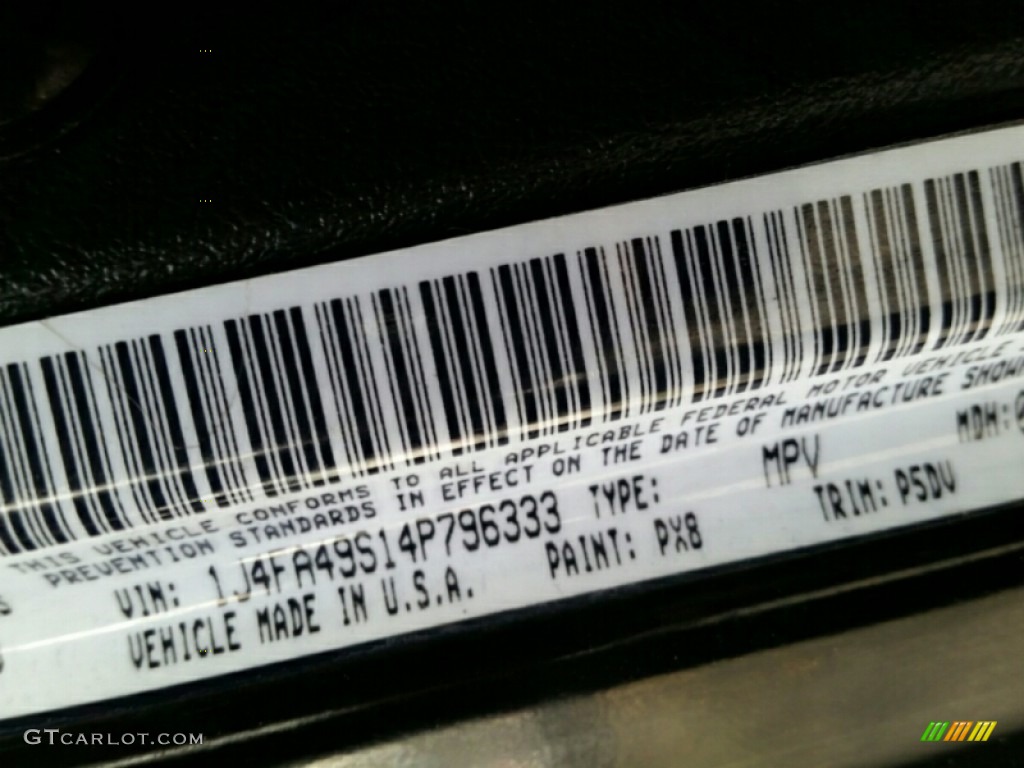 THIS VEHICLE CONFORMS TO ALL APPLICABLE FEDERAL MOTOR VEHICLE
PREVENTION STANDARDS IN EFFECT ON THE DATE OF MANUFACTURE SHOWN
VIN: 1J4FA49S14P796333 TYPE: MPV MDH:
VEHICLE MADE IN U.S.A. PAINT: PX8 TRIM: P5DV
GTCARLOT.COM